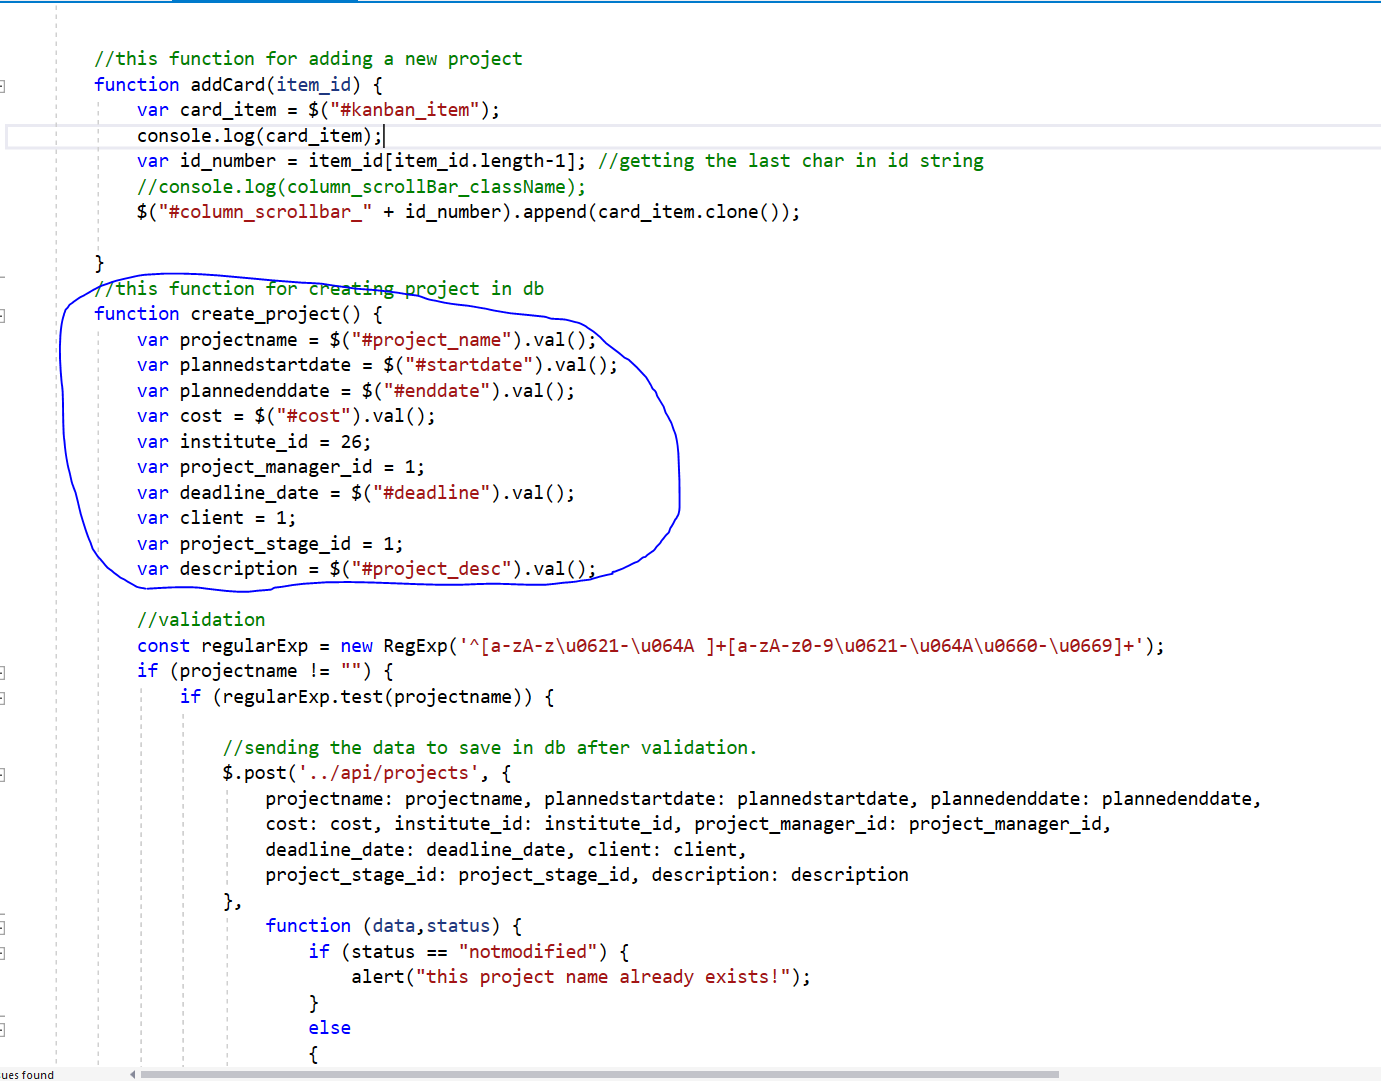 //this function for adding a new project
function addCard(item_id) {
var card_item = $("#kanban_item");
console.log(card_item);
var id_number = item_id[item_id.length-1]; //getting the last char in id string
//console.log(column_scrollBar_className);
$("#column_scrollbar_" + id_number).append(card_item.clone());
}
//this function for creating project in db
function create_project() {
var projectname = $("#project_name").val();
var plannedstartdate = $("#startdate").val();
var plannedenddate = $("#enddate").val();
var cost = $("#cost").val();
var institute_id = 26;
var project_manager_id = 1;
var deadline_date = $("#deadline").val();
var client = 1;
var project_stage_id = 1;
var description = $("#project_desc").val();
//validation
const regularExp = new RegExp('^[a-zA-z\u0621-\u064A ]+[a-zA-z0-9\u0621-\u064A\u0660-\u0669]+');
if (projectname != "") {
if (regularExp.test(projectname)) {
//sending the data to save in db after validation.
$.post('../api/projects', {
projectname: projectname, plannedstartdate: plannedstartdate, plannedenddate: plannedenddate,
cost: cost, institute_id: institute_id, project_manager_id: project_manager_id,
deadline_date: deadline_date, client: client,
project_stage_id: project_stage_id, description: description
},
function (data,status) {
if (status == "notmodified") {
alert("this project name already exists!");
}
else
{
ues found